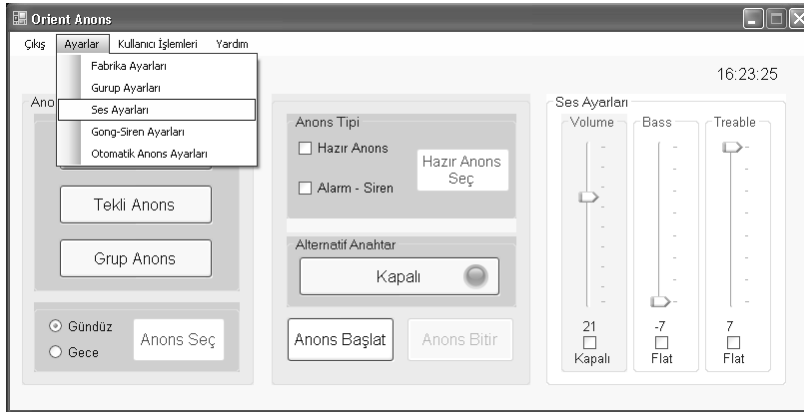 Orient Anons
Çıkış Ayarlar Kullanıcı İşlemleri Yardım
Fabrika Ayarları
Gurup Ayarları
Ses Ayarları
Gong-Siren Ayarları
Otomatik Anons Ayarları
16:23:25
Ano
Tekli Anons
Grup Anons
Gündüz
Gece
Anons Seç
Anons Tipi
Hazır Anons
Alarm - Siren
Hazır Anons
Seç
Alternatif Anahtar
Kapalı
Anons Başlat
Anons Bitir
Ses Ayarları
Volume Bass Treable
21 -7 7
Kapalı Flat Flat